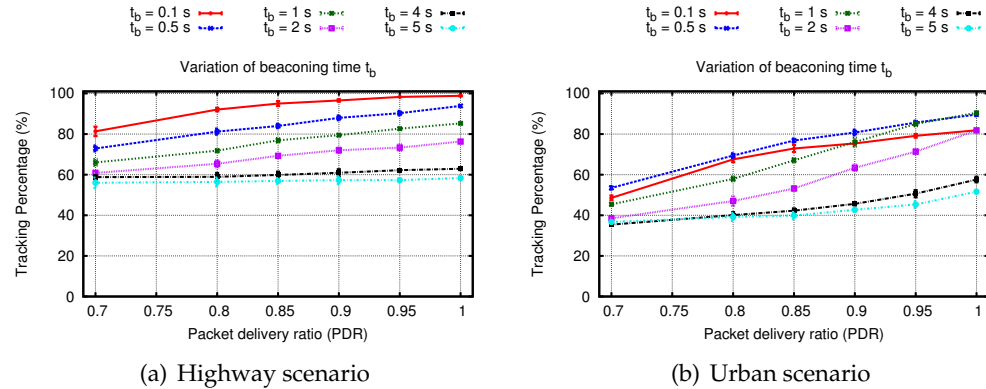 t_b = 0.1 s t_b = 1 s t_b = 4 s
t_b = 0.5 s t_b = 2 s t_b = 5 s
Variation of beaconing time t_b
Tracking Percentage (%)
100
80
60
40
20
0
0.7 0.75 0.8 0.85 0.9 0.95 1
Packet delivery ratio (PDR)
(a) Highway scenario
t_b = 0.1 s t_b = 1 s t_b = 4 s
t_b = 0.5 s t_b = 2 s t_b = 5 s
Variation of beaconing time t_b
Tracking Percentage (%)
100
80
60
40
20
0
0.7 0.75 0.8 0.85 0.9 0.95 1
Packet delivery ratio (PDR)
(b) Urban scenario